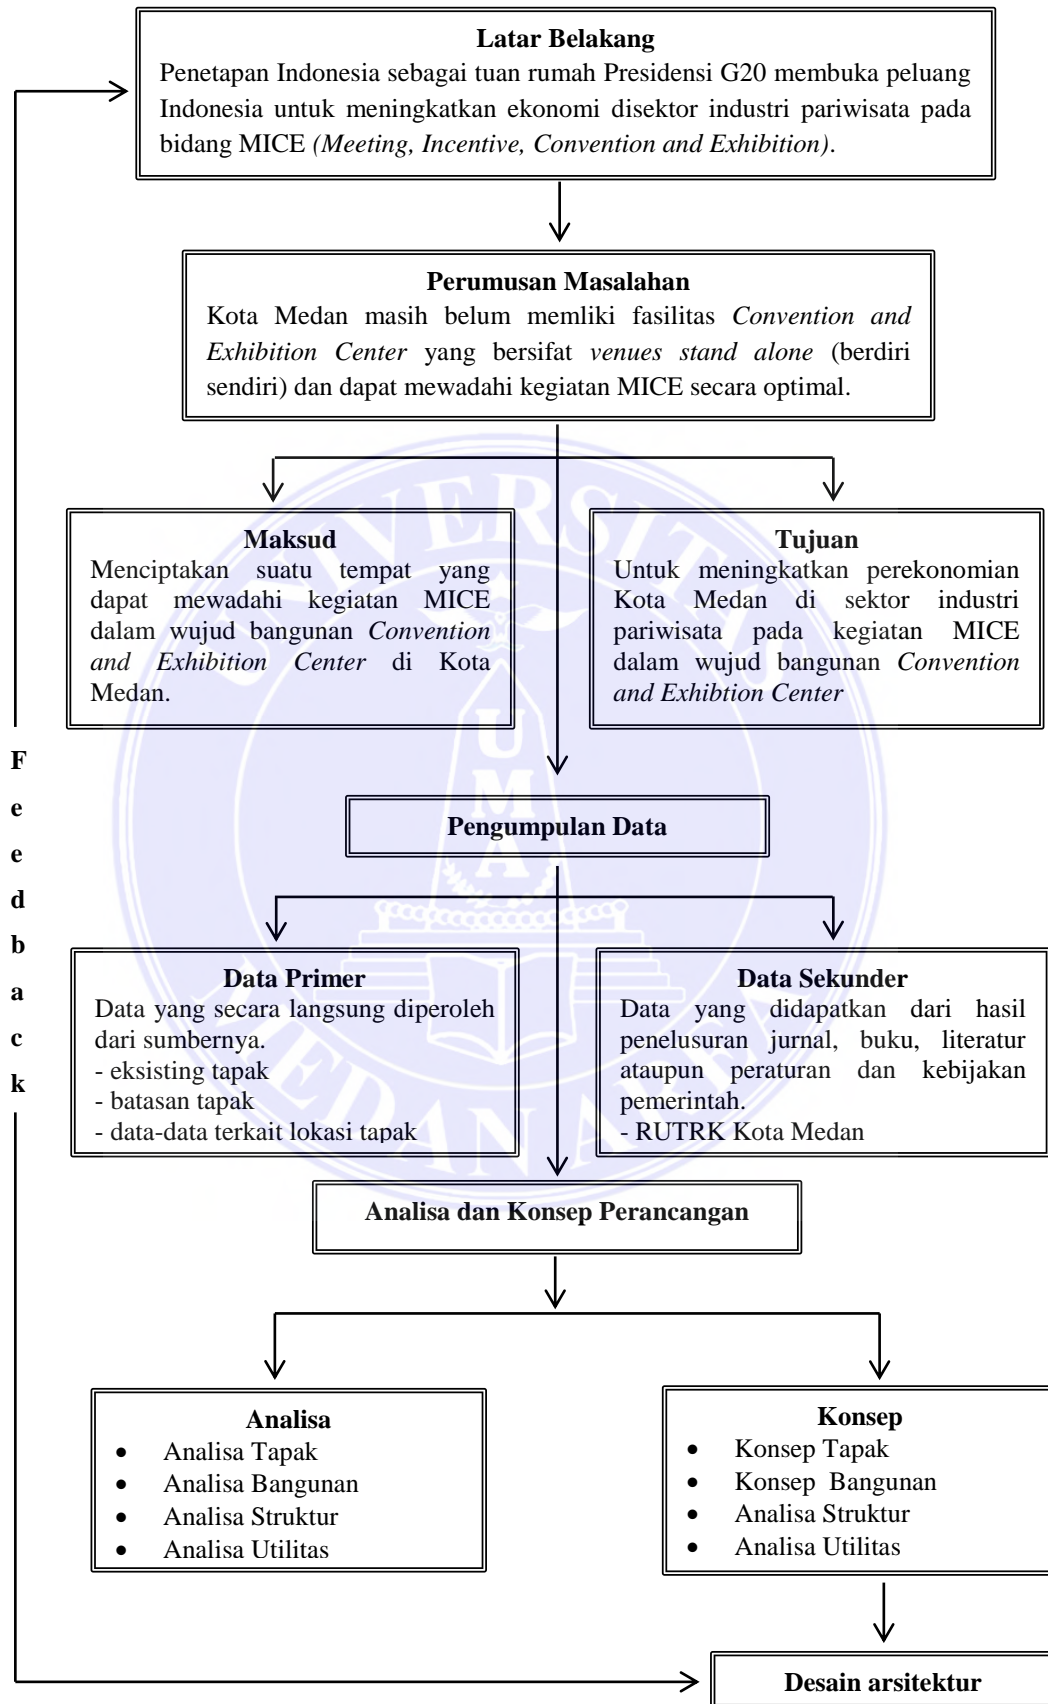 Latar Belakang
Penetapan Indonesia sebagai tuan rumah Presidensi G20 membuka peluang
Indonesia untuk meningkatkan ekonomi disektor industri pariwisata pada
bidang MICE (Meeting, Incentive, Convention and Exhibition).
Perumusan Masalahan
Kota Medan masih belum memliki fasilitas Convention and
Exhibition Center yang bersifat venues stand alone (berdiri
sendiri) dan dapat mewadahi kegiatan MICE secara optimal.
Maksud
Menciptakan suatu tempat yang
dapat mewadahi kegiatan MICE
dalam wujud bangunan Convention
and Exhibition Center di Kota
Medan.
Tujuan
Untuk meningkatkan perekonomian
Kota Medan di sektor industri
pariwisata pada kegiatan MICE
dalam wujud bangunan Convention
and Exhibtion Center
Feedback
Pengumpulan Data
Data Primer
Data yang secara langsung diperoleh
dari sumbernya.
- eksisting tapak
- batasan tapak
- data-data terkait lokasi tapak
Data Sekunder
Data yang didapatkan dari hasil
penelusuran jurnal, buku, literatur
ataupun peraturan dan kebijakan
pemerintah.
- RUTRK Kota Medan
Analisa dan Konsep Perancangan
Analisa
• Analisa Tapak
• Analisa Bangunan
• Analisa Struktur
• Analisa Utilitas
Konsep
• Konsep Tapak
• Konsep Bangunan
• Analisa Struktur
• Analisa Utilitas
Desain arsitektur
UNIVERSITAS
MEDAN AREA
UMA